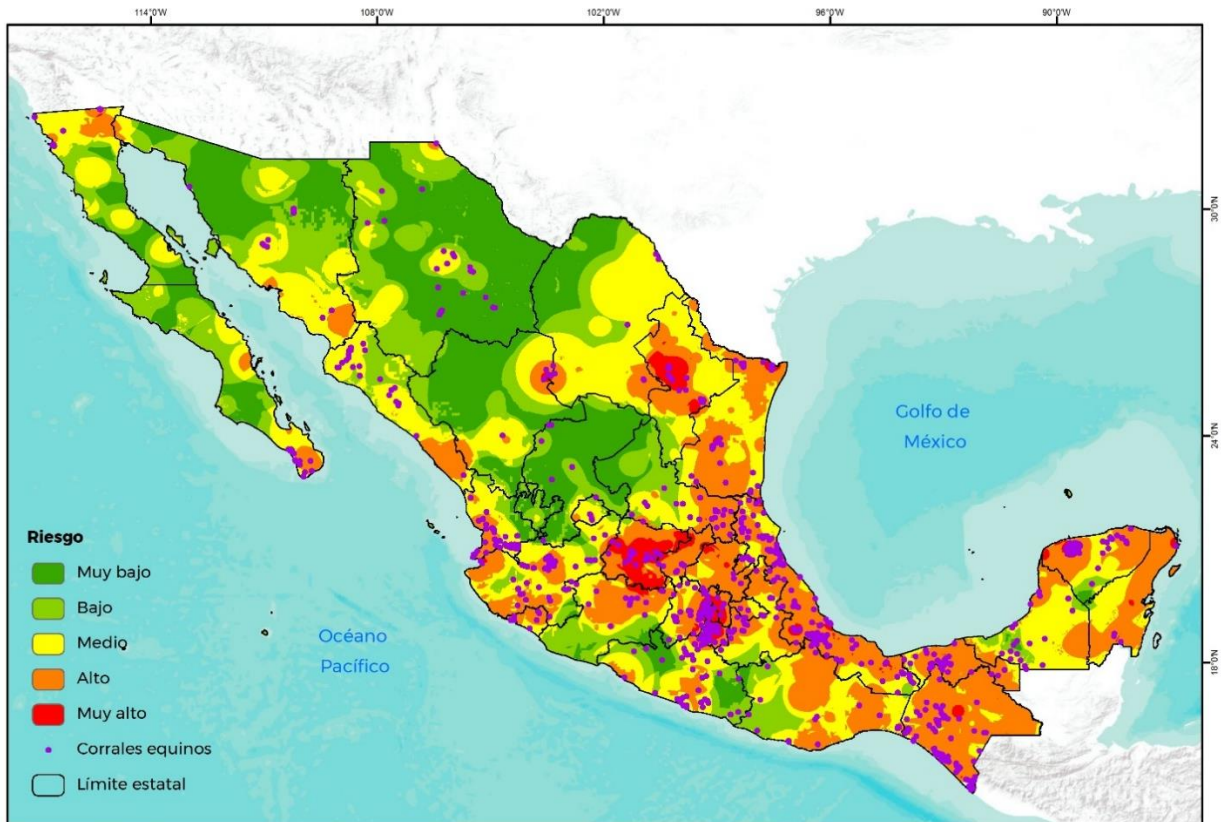 114°0'W 108°0'W 102°0'W 96°0'W 90°0'W
30°0'N
24°0'N
18°0'N
Golfo de
México
Océano
Pacífico
Riesgo
Muy bajo
Bajo
Medio
Alto
Muy alto
Corrales equinos
Límite estatal